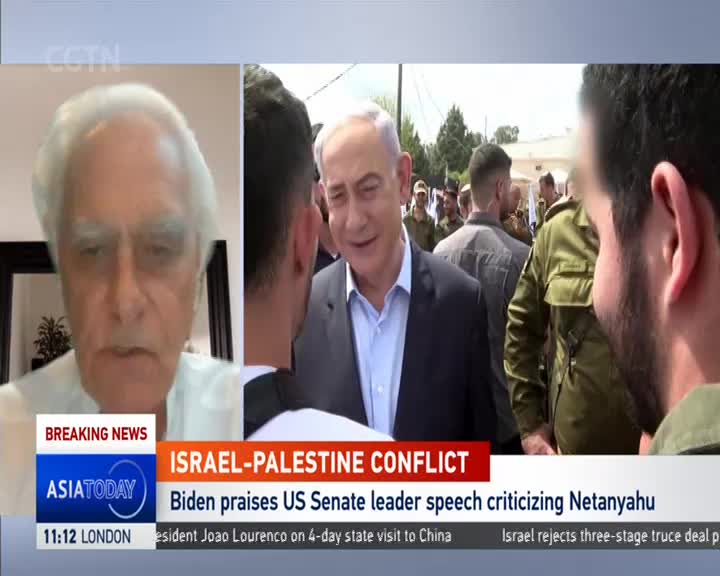 CGTN
BREAKING NEWS
ISRAEL-PALESTINE CONFLICT
ASIA TODAY
Biden praises US Senate leader speech criticizing Netanyahu
11:12 LONDON
esident Joao Lourenco on 4-day state visit to China
Israel rejects three-stage truce deal p